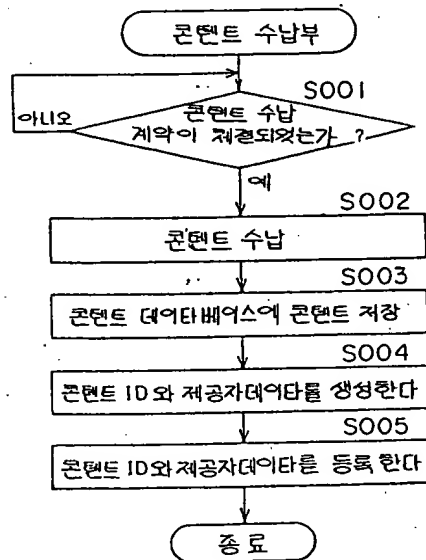 콘텐트 수납부
S001
콘텐트 수납
계약이 체결되었는가 ?
아니오
예
S002
콘텐트 수납
S003
콘텐트 데이타베이스에 콘텐트 저장
S004
콘텐트 ID와 제공자데이타를 생성한다
S005
콘텐트 ID와 제공자데이타를 등록한다
종료